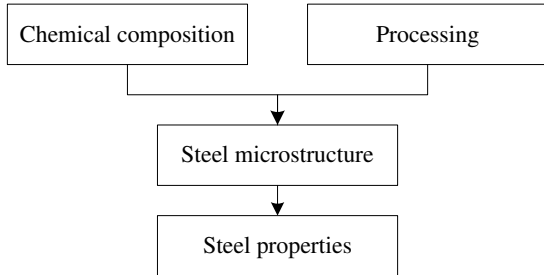 Chemical composition
Processing
Steel microstructure
Steel properties